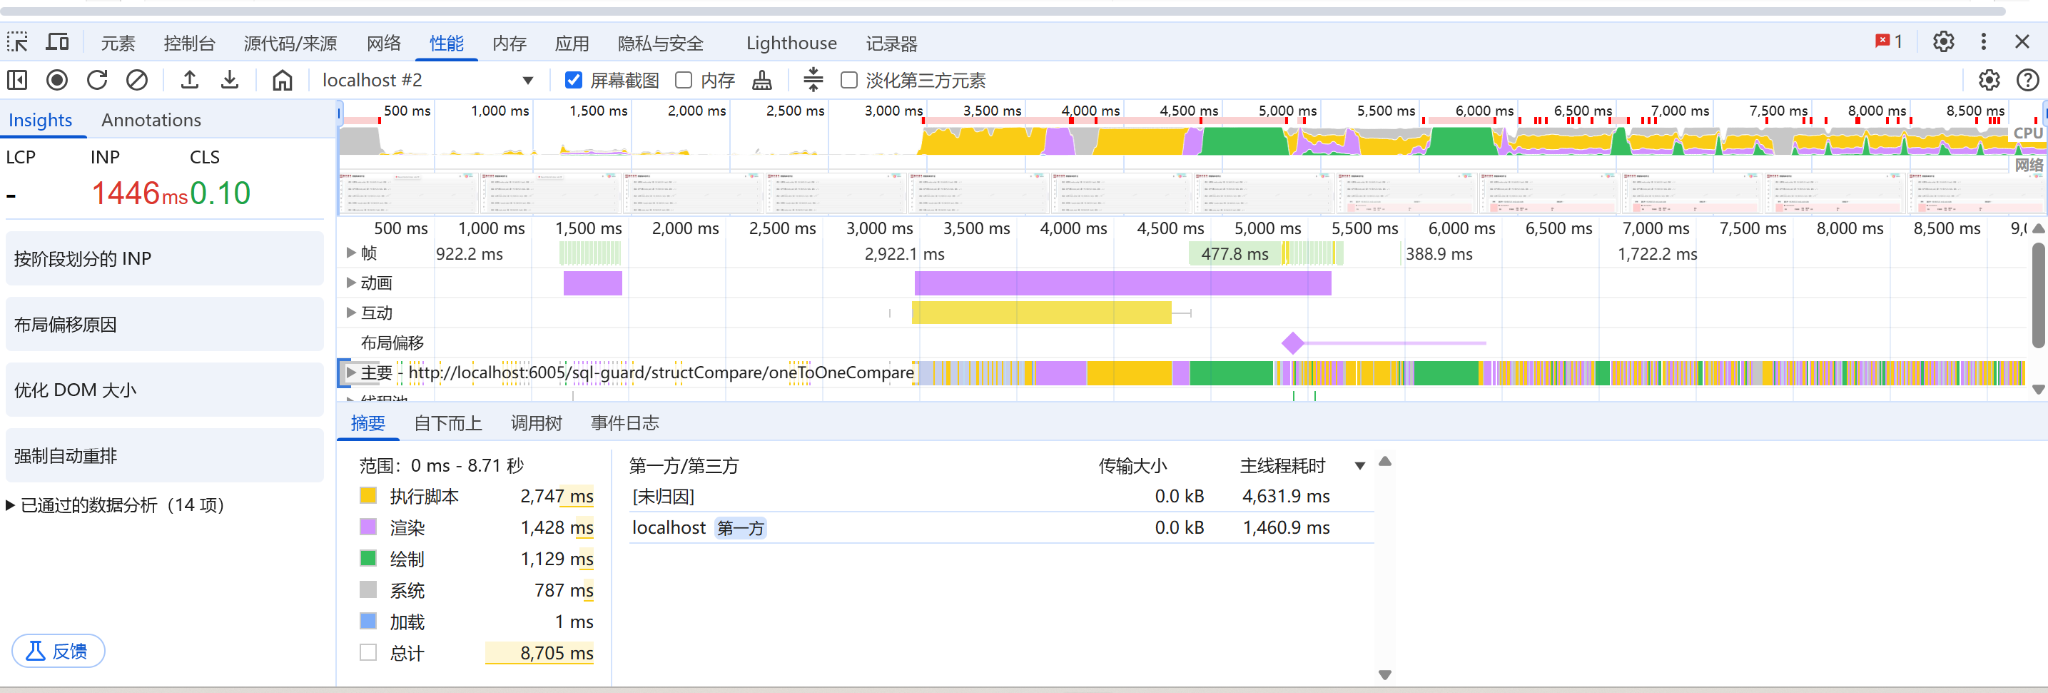 元素 控制台 源代码/来源 网络 性能 内存 应用 隐私与安全 Lighthouse 记录器 1
localhost #2 屏幕截图 内存 淡化第三方元素
Insights Annotations
LCP INP CLS
- 1446ms 0.10
按阶段划分的 INP
布局偏移原因
优化 DOM 大小
强制自动重排
已通过的数据分析（14 项）
反馈
500 ms 1,000 ms 1,500 ms 2,000 ms 2,500 ms 3,000 ms 3,500 ms 4,000 ms 4,500 ms 5,000 ms 5,500 ms 6,000 ms 6,500 ms 7,000 ms 7,500 ms 8,000 ms 8,500 ms
CPU
网络
500 ms 1,000 ms 1,500 ms 2,000 ms 2,500 ms 3,000 ms 3,500 ms 4,000 ms 4,500 ms 5,000 ms 5,500 ms 6,000 ms 6,500 ms 7,000 ms 7,500 ms 8,000 ms 8,500 ms 9,0
帧 922.2 ms 2,922.1 ms 477.8 ms 388.9 ms 1,722.2 ms
动画
互动
布局偏移
主要 - http://localhost:6005/sql-guard/structCompare/oneToOneCompare
线程池
摘要 自下而上 调用树 事件日志
范围：0 ms - 8.71 秒
执行脚本 2,747 ms
渲染 1,428 ms
绘制 1,129 ms
系统 787 ms
加载 1 ms
总计 8,705 ms
第一方/第三方 传输大小 主线程耗时
[未归因] 0.0 kB 4,631.9 ms
localhost 第一方 0.0 kB 1,460.9 ms